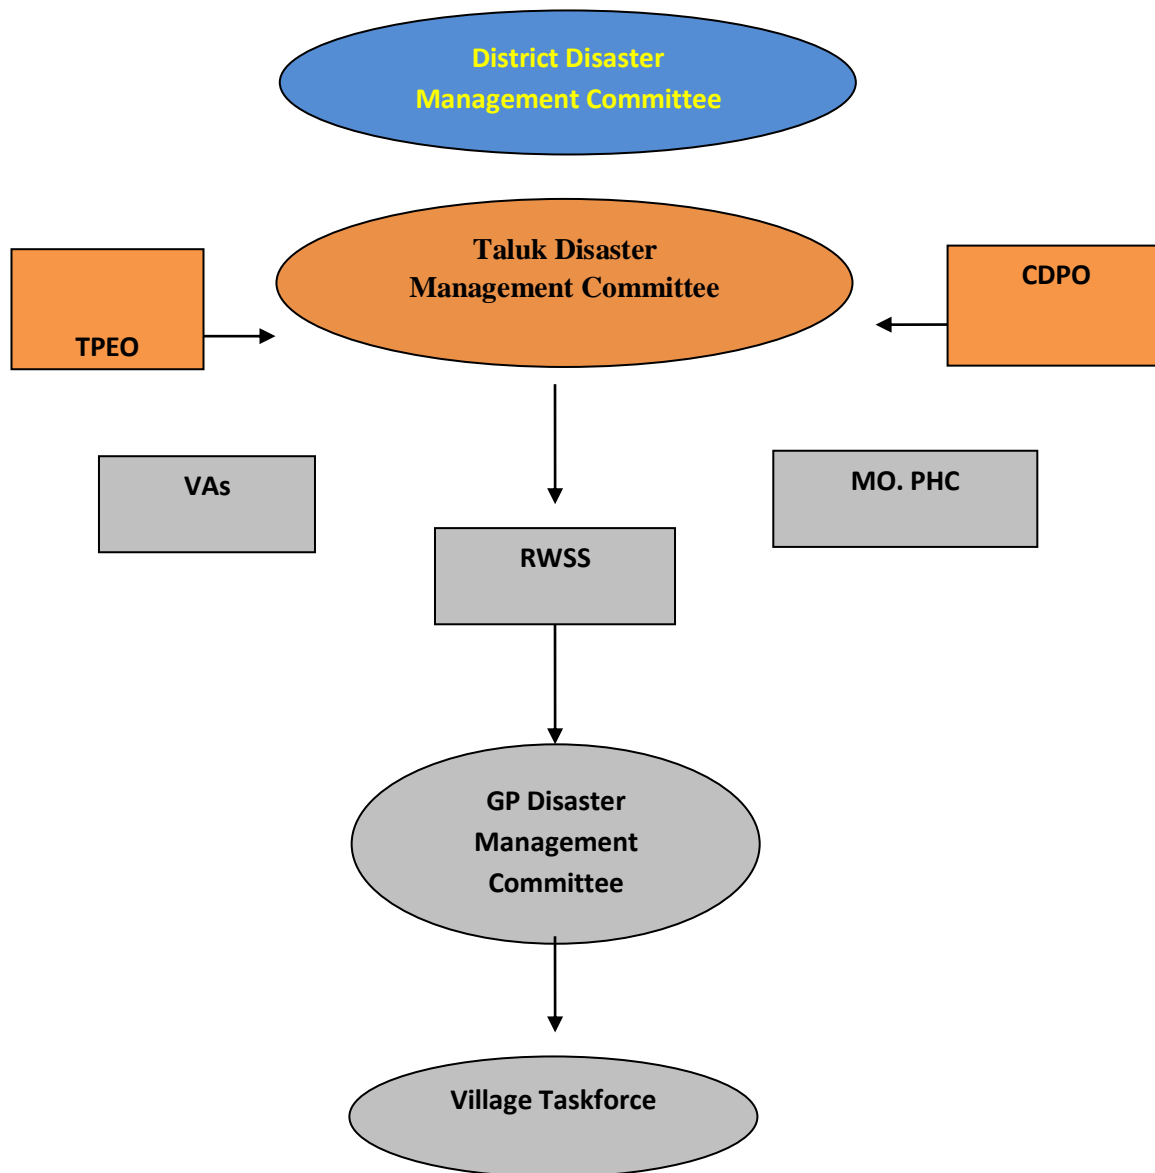 District Disaster
Management Committee
Taluk Disaster
Management Committee
TPEO
CDPO
VAs
MO. PHC
RWSS
GP Disaster
Management
Committee
Village Taskforce